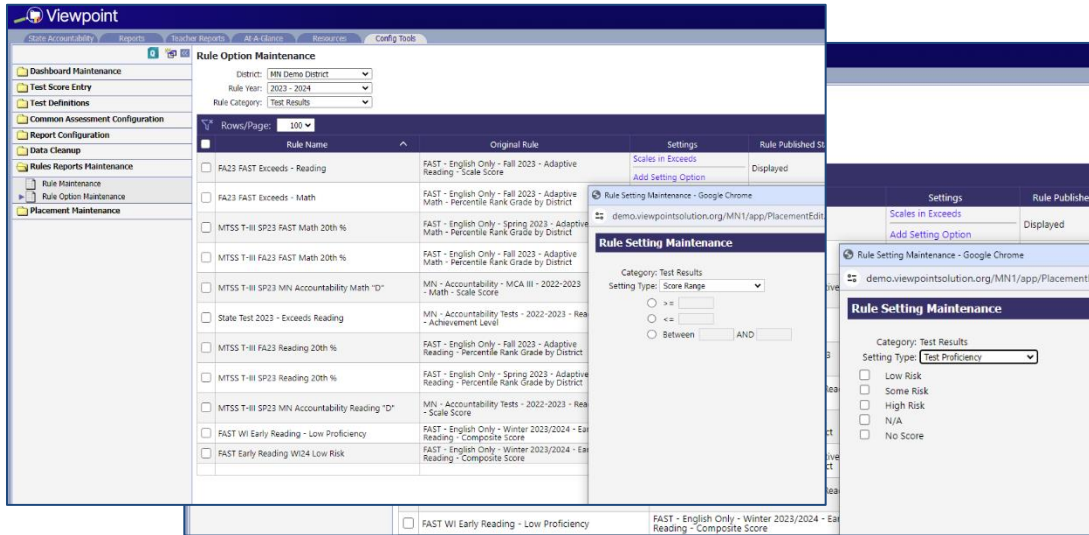 Viewpoint
State Accountability Reports Teacher Reports At-A-Glance Resources Config Tools
Dashboard Maintenance
Test Score Entry
Test Definitions
Common Assessment Configuration
Report Configuration
Data Cleanup
Rules Reports Maintenance
Rule Maintenance
Rule Option Maintenance
Placement Maintenance
Rule Option Maintenance
District: MN Demo District
Rule Year: 2023 - 2024
Rule Category: Test Results
Rows/Page: 100
Rule Name Original Rule Settings Rule Published St
FA23 FAST Exceeds - Reading
FAST - English Only - Fall 2023 - Adaptive
Reading - Scale Score
Scales in Exceeds
Add Setting Option
Displayed
FA23 FAST Exceeds - Math
FAST - English Only - Fall 2023 - Adaptive
Math - Percentile Rank Grade by District
MTSS T-III SP23 FAST Math 20th %
FAST - English Only - Spring 2023 - Adaptive
Math - Percentile Rank Grade by District
MTSS T-III FA23 FAST Math 20th %
FAST - English Only - Fall 2023 - Adaptive
Math - Percentile Rank Grade by District
MTSS T-III SP23 MN Accountability Math "D"
MN - Accountability - MCA III - 2022-2023
- Math - Scale Score
State Test 2023 - Exceeds Reading
MN - Accountability Tests - 2022-2023 - Rea
- Achievement Level
MTSS T-III FA23 Reading 20th %
FAST - English Only - Fall 2023 - Adaptive
Reading - Percentile Rank Grade by District
MTSS T-III SP23 Reading 20th %
FAST - English Only - Spring 2023 - Adaptive
Reading - Percentile Rank Grade by District
MTSS T-III SP23 MN Accountability Reading "D"
MN - Accountability Tests - 2022-2023 - Rea
- Scale Score
FAST WI Early Reading - Low Proficiency
FAST - English Only - Winter 2023/2024 - Ear
Reading - Composite Score
FAST Early Reading WI24 Low Risk
FAST - English Only - Winter 2023/2024 - Ear
Reading - Composite Score
Rule Setting Maintenance - Google Chrome
demo.viewpointsolution.org/MN1/app/PlacementEdit
Rule Setting Maintenance
Category: Test Results
Setting Type: Score Range
>=
<=
Between AND
Settings Rule Publishe
Scales in Exceeds
Add Setting Option
Displayed
Rule Setting Maintenance - Google Chrome
demo.viewpointsolution.org/MN1/app/Placement
Rule Setting Maintenance
Category: Test Results
Setting Type: Test Proficiency
Low Risk
Some Risk
High Risk
N/A
No Score
FAST WI Early Reading - Low Proficiency
FAST - English Only - Winter 2023/2024 - Ear
Reading - Composite Score